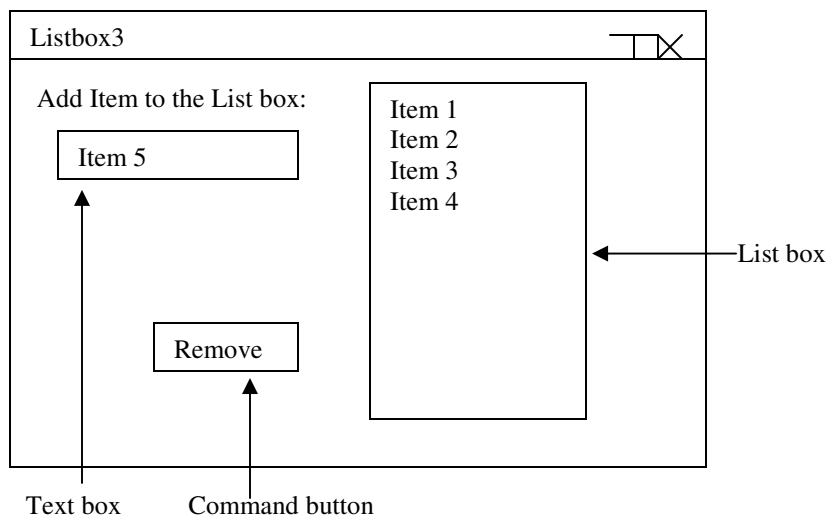 Listbox3
Add Item to the List box:
Item 5
Item 1
Item 2
Item 3
Item 4
List box
Remove
Text box
Command button